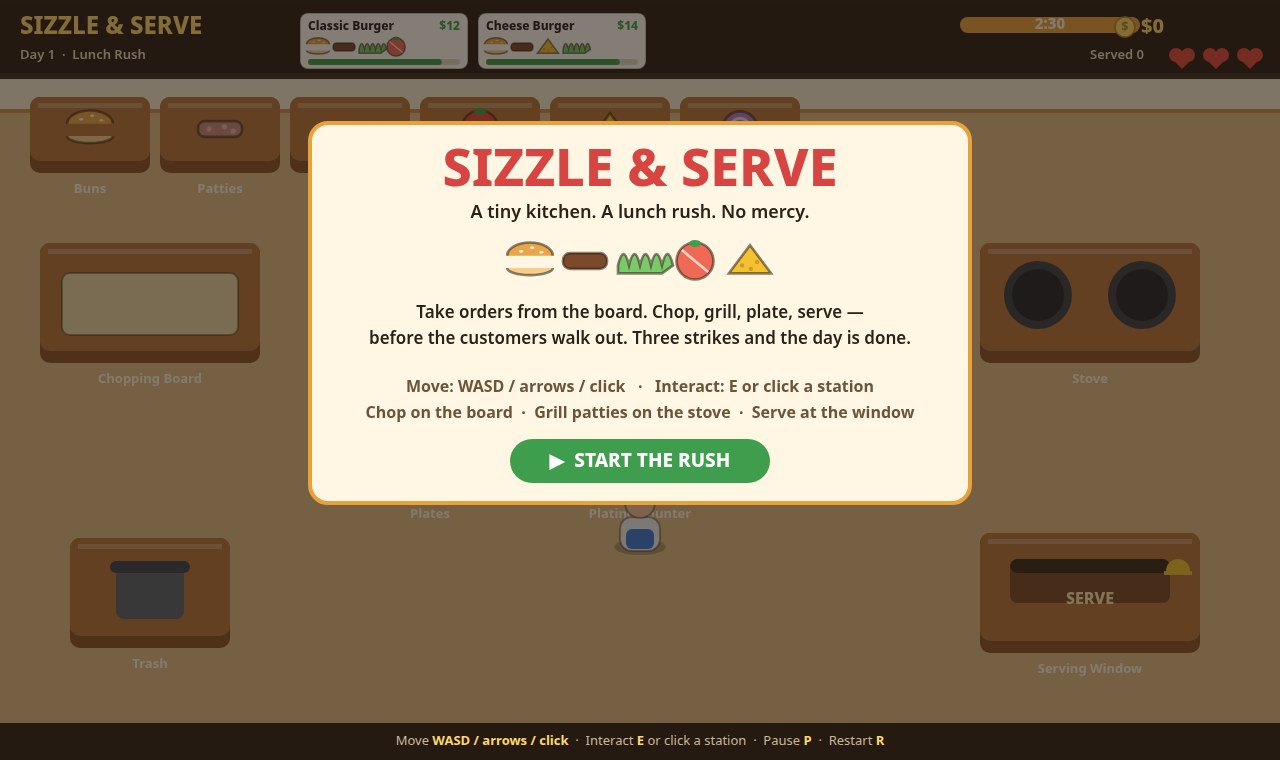 SIZZLE & SERVE
Day 1 · Lunch Rush
Classic Burger $12
Cheese Burger $14
2:30
$ $0
Served 0
Buns
Patties
SIZZLE & SERVE
A tiny kitchen. A lunch rush. No mercy.
Take orders from the board. Chop, grill, plate, serve —
before the customers walk out. Three strikes and the day is done.
Move: WASD / arrows / click · Interact: E or click a station
Chop on the board · Grill patties on the stove · Serve at the window
▶ START THE RUSH
Chopping Board
Stove
Plates
Trash
SERVE
Serving Window
Move WASD / arrows / click · Interact E or click a station · Pause P · Restart R